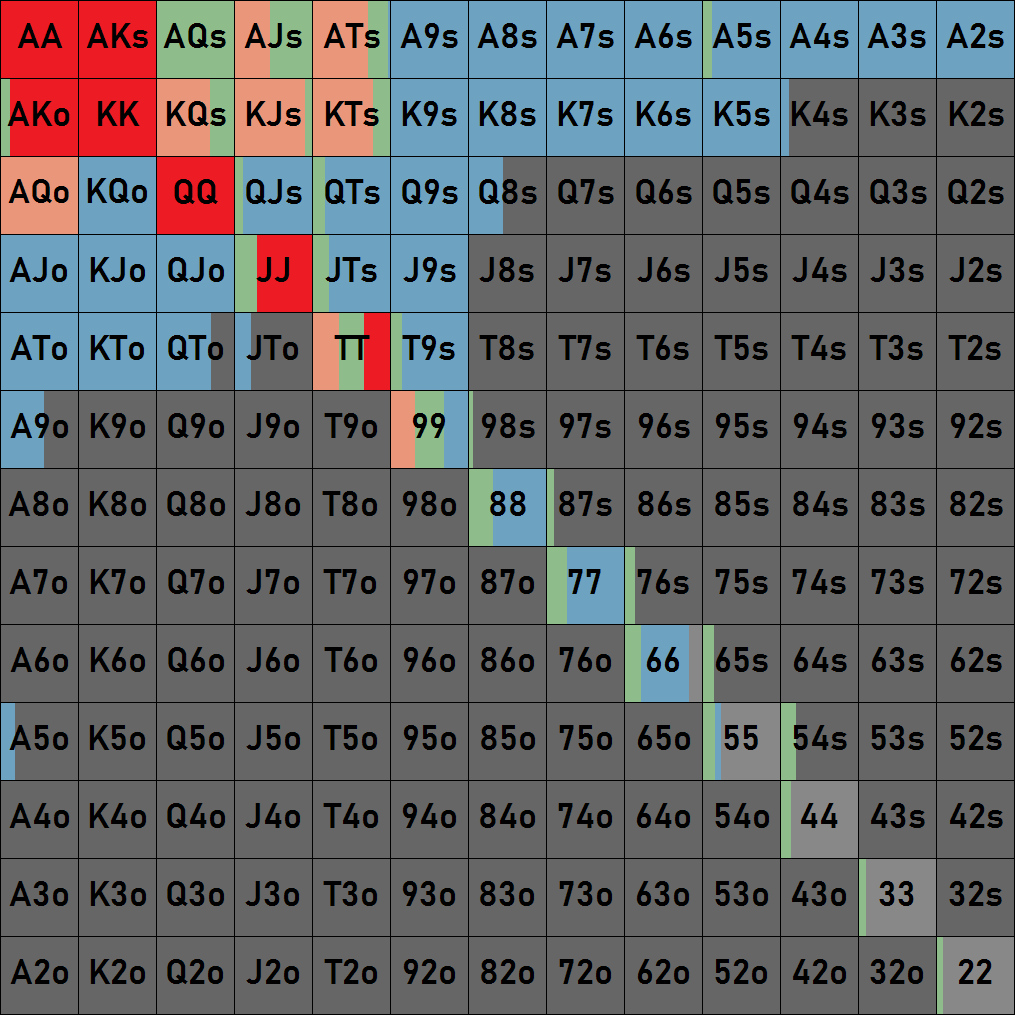 AA AKs AQs AJs ATs A9s A8s A7s A6s A5s A4s A3s A2s
AKo KK KQs KJs KTs K9s K8s K7s K6s K5s K4s K3s K2s
AQo KQo QQ QJs QTs Q9s Q8s Q7s Q6s Q5s Q4s Q3s Q2s
AJo KJo QJo JJ JTs J9s J8s J7s J6s J5s J4s J3s J2s
ATo KTo QTo JTo TT T9s T8s T7s T6s T5s T4s T3s T2s
A9o K9o Q9o J9o T9o 99 98s 97s 96s 95s 94s 93s 92s
A8o K8o Q8o J8o T8o 98o 88 87s 86s 85s 84s 83s 82s
A7o K7o Q7o J7o T7o 97o 87o 77 76s 75s 74s 73s 72s
A6o K6o Q6o J6o T6o 96o 86o 76o 66 65s 64s 63s 62s
A5o K5o Q5o J5o T5o 95o 85o 75o 65o 55 54s 53s 52s
A4o K4o Q4o J4o T4o 94o 84o 74o 64o 54o 44 43s 42s
A3o K3o Q3o J3o T3o 93o 83o 73o 63o 53o 43o 33 32s
A2o K2o Q2o J2o T2o 92o 82o 72o 62o 52o 42o 32o 22